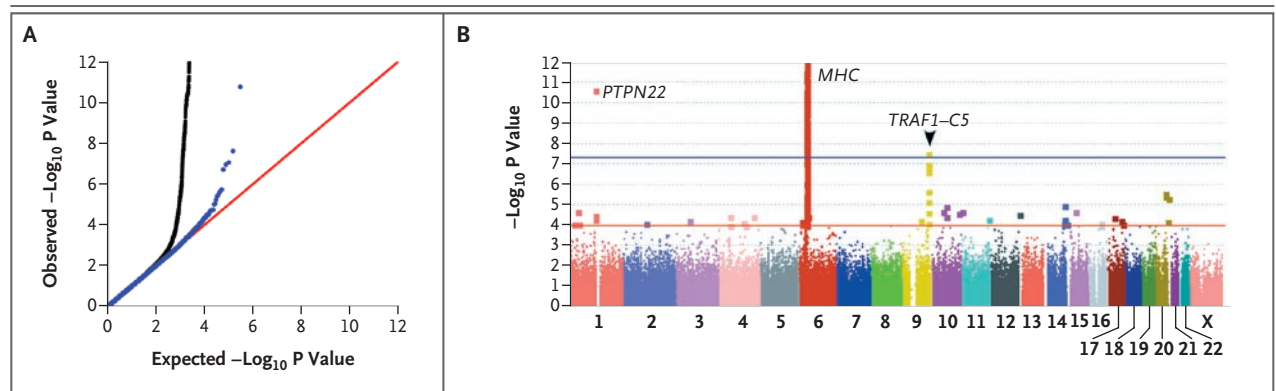 A
Observed –Log10 P Value
12
10
8
6
4
2
0
0 2 4 6 8 10 12
Expected –Log10 P Value
B
–Log10 P Value
12
11
10
9
8
7
6
5
4
3
2
1
0
PTPN22
MHC
TRAF1–C5
1 2 3 4 5 6 7 8 9 10 11 12 13 14 15 16 X
17 18 19 20 21 22